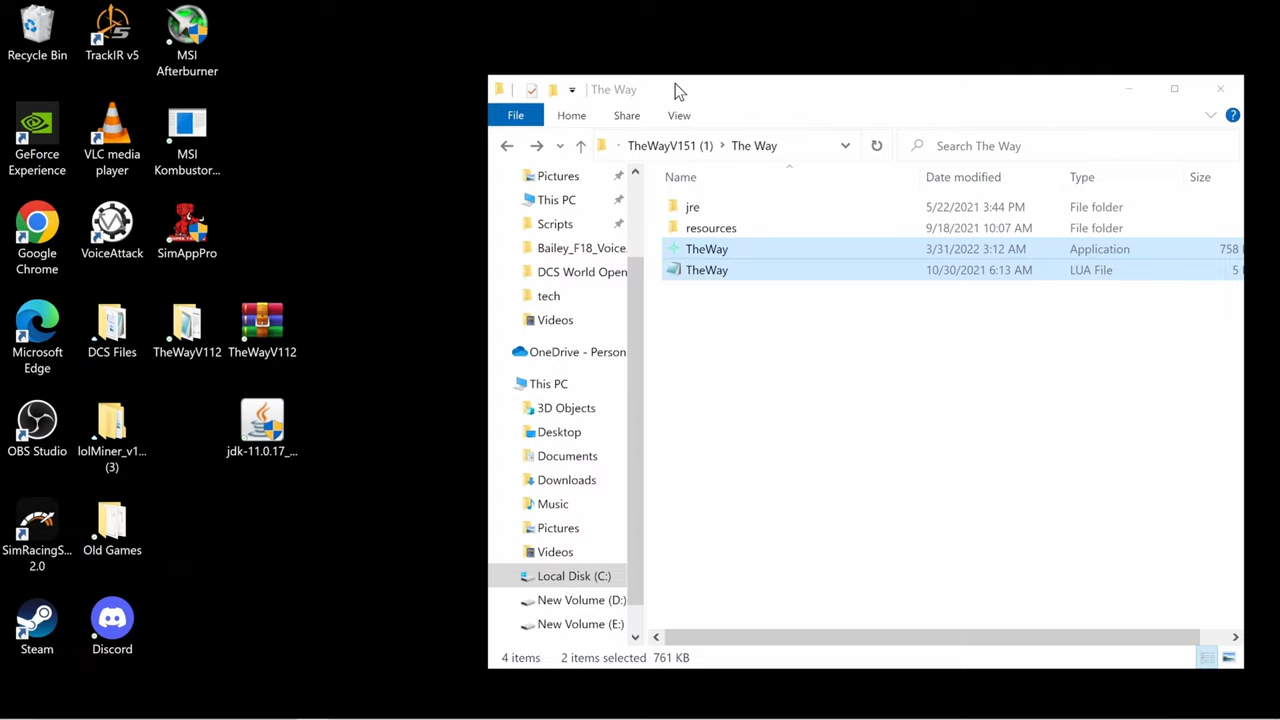 Recycle Bin
TrackIR v5
MSI
Afterburner
GeForce
Experience
VLC media
player
MSI
Kombustor...
Google
Chrome
VoiceAttack
SimAppPro
Microsoft
Edge
DCS Files
TheWayV112
TheWayV112
OBS Studio
lolMiner_v1...
(3)
jdk-11.0.17_...
SimRacingS...
2.0
Old Games
Steam
Discord
The Way
File
Home
Share
View
TheWayV151 (1)
The Way
Search The Way
Pictures
This PC
Scripts
Bailey_F18_Voice
DCS World Open
tech
Videos
OneDrive - Person
This PC
3D Objects
Desktop
Documents
Downloads
Music
Pictures
Videos
Local Disk (C:)
New Volume (D:)
New Volume (E:)
Name Date modified Type Size
jre 5/22/2021 3:44 PM File folder
resources 9/18/2021 10:07 AM File folder
TheWay 3/31/2022 3:12 AM Application 758
TheWay 10/30/2021 6:13 AM LUA File 5
4 items 2 items selected 761 KB